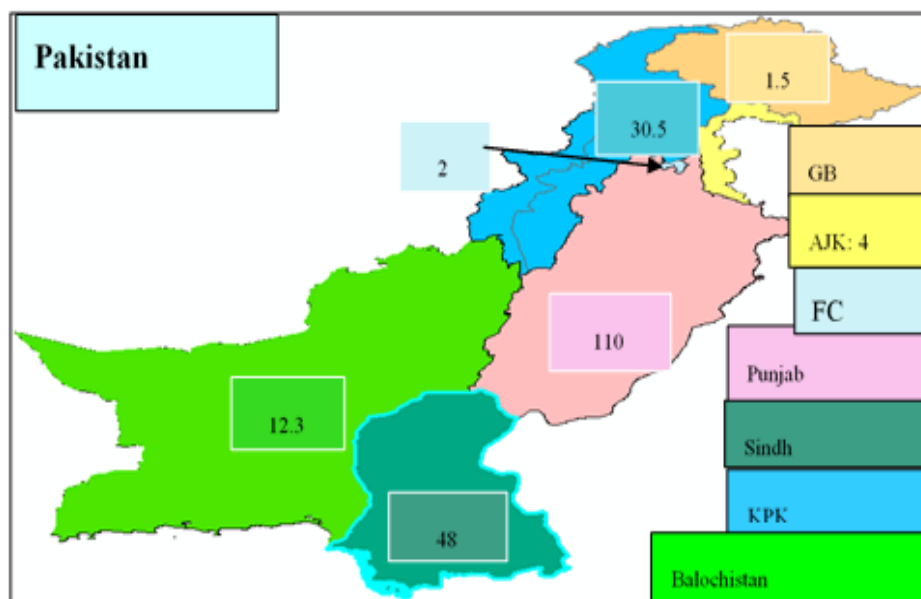 Pakistan
1.5
30.5
2
GB
AJK: 4
FC
110
Punjab
12.3
Sindh
48
KPK
Balochistan